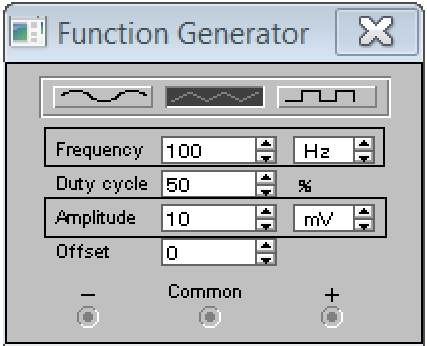 Function Generator
Frequency 100 Hz
Duty cycle 50 %
Amplitude 10 mV
Offset 0
− Common +